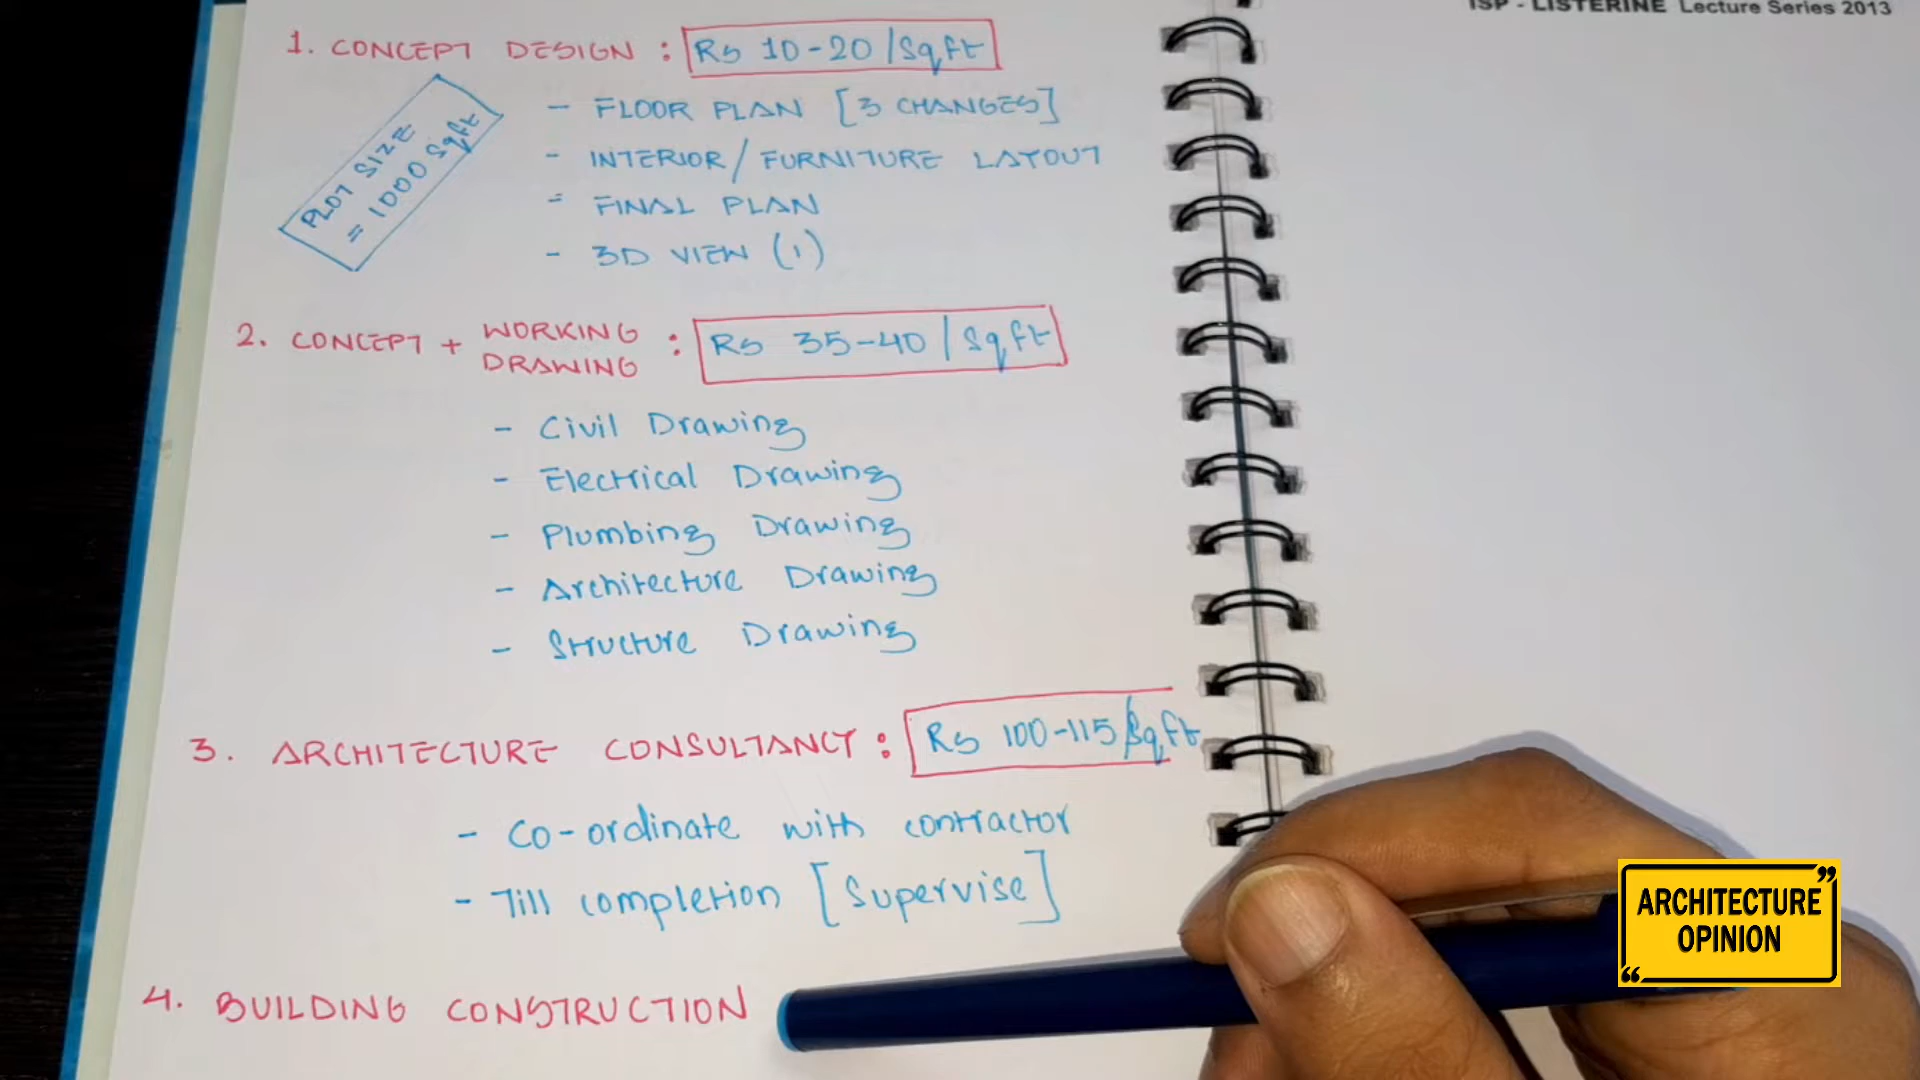 ISP - LISTERINE Lecture Series 2013
1. CONCEPT DESIGN : Rs 10-20 /Sqft
PLOT SIZE
= 1000 Sqft
- FLOOR PLAN [3 CHANGES]
- INTERIOR/FURNITURE LAYOUT
- FINAL PLAN
- 3D VIEW (1)
2. CONCEPT + WORKING DRAWING : Rs 35-40 / Sqft
- Civil Drawing
- Electrical Drawing
- Plumbing Drawing
- Architecture Drawing
- Structure Drawing
3. ARCHITECTURE CONSULTANCY : Rs 100-115/Sqft
- Co-ordinate with contractor
- Till completion [Supervise]
4. BUILDING CONSTRUCTION
ARCHITECTURE
OPINION